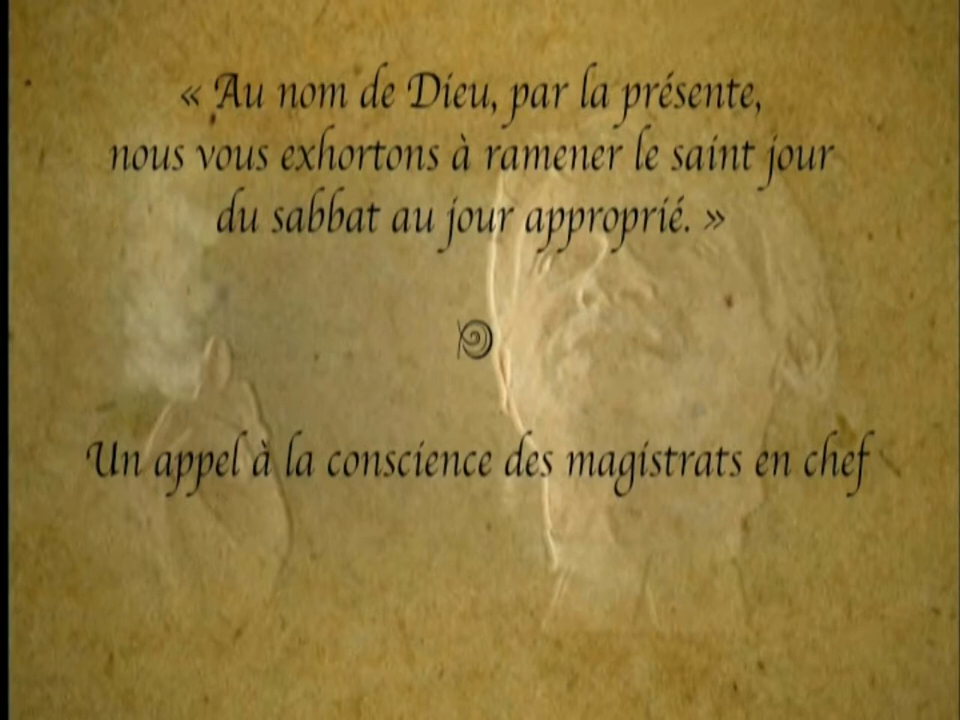 « Au nom de Dieu, par la présente,
nous vous exhortons à ramener le saint jour
du sabbat au jour approprié. »
Un appel à la conscience des magistrats en chef